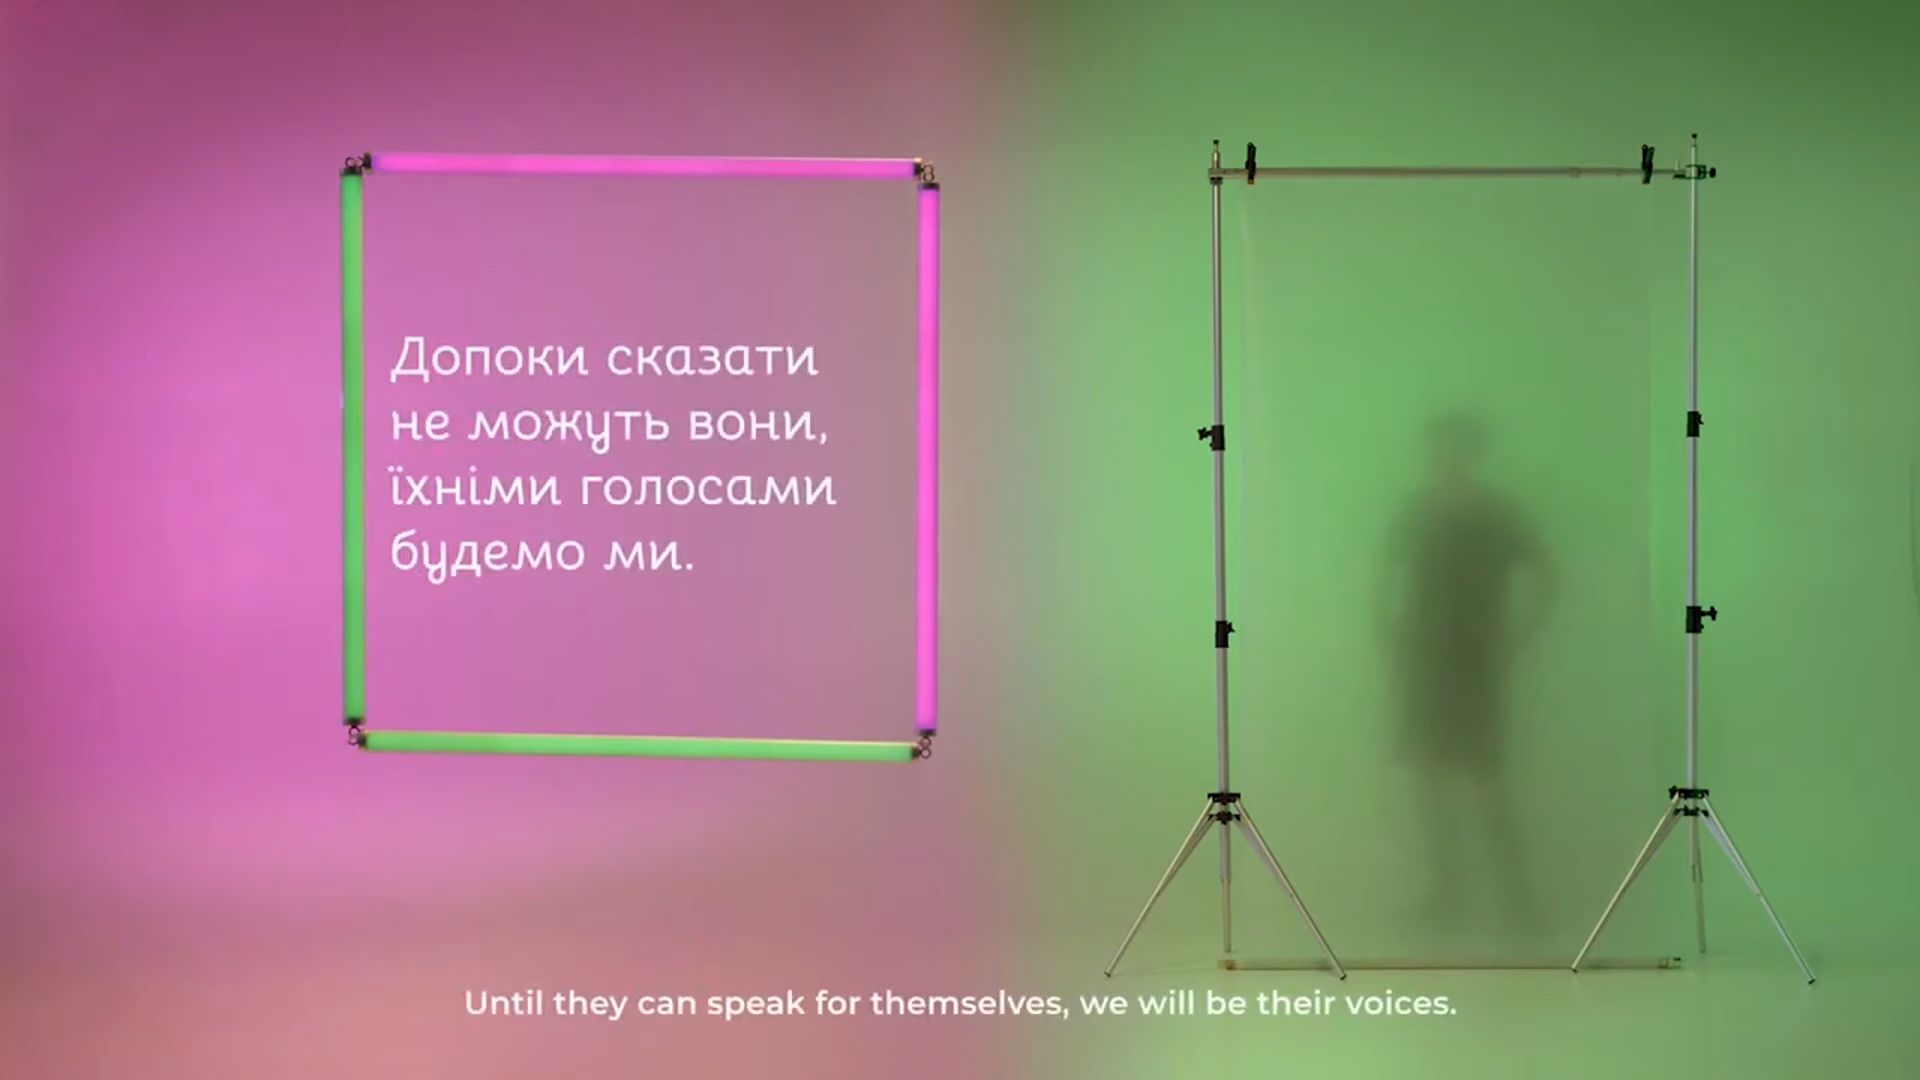 Допоки сказати
не можуть вони,
їхніми голосами
будемо ми.
Until they can speak for themselves, we will be their voices.